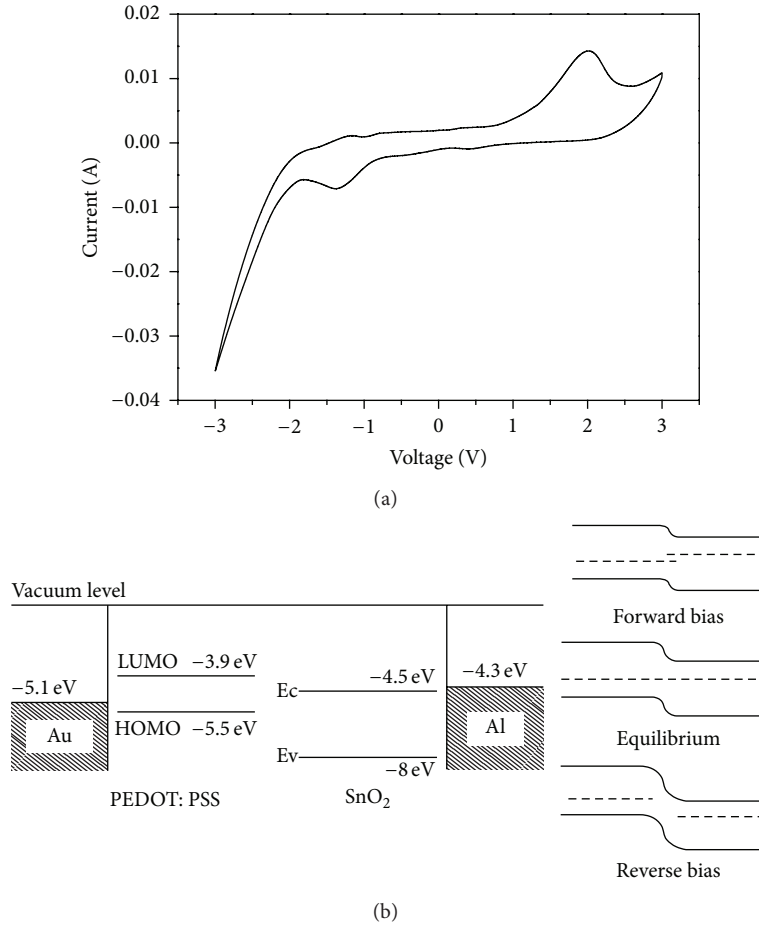 0.02
0.01
0.00
−0.01
−0.02
−0.03
−0.04
Current (A)
−3 −2 −1 0 1 2 3
Voltage (V)
(a)
Vacuum level
−5.1 eV
Au
LUMO −3.9 eV
HOMO −5.5 eV
PEDOT: PSS
Ec −4.5 eV
Ev −8 eV
SnO2
−4.3 eV
Al
Forward bias
Equilibrium
Reverse bias
(b)